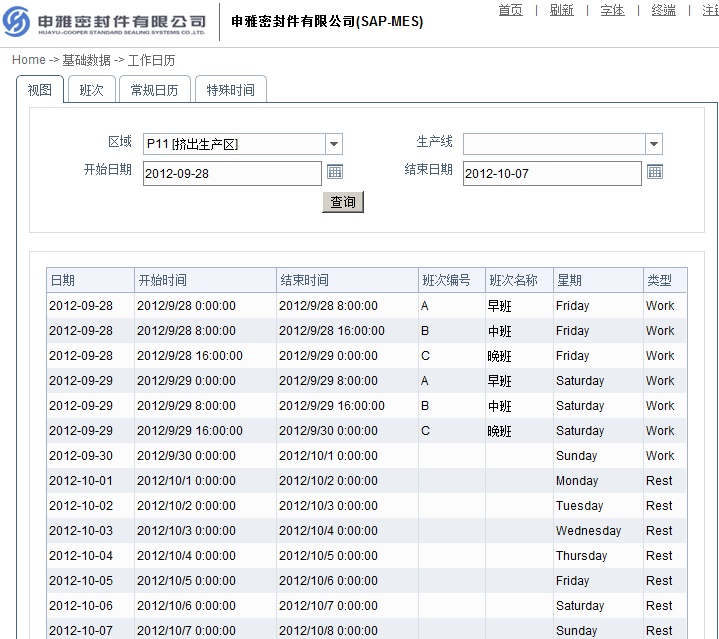 首页 | 刷新 | 字体 | 终端 |
申雅密封件有限公司
HUAYU-COOPER STANDARD SEALING SYSTEMS CO.,LTD.
申雅密封件有限公司(SAP-MES)
Home -> 基础数据 -> 工作日历
视图 班次 常规日历 特殊时间
区域 P11 [挤出生产区] 生产线
开始日期 2012-09-28 结束日期 2012-10-07
查询
日期 开始时间 结束时间 班次编号 班次名称 星期 类型
2012-09-28 2012/9/28 0:00:00 2012/9/28 8:00:00 A 早班 Friday Work
2012-09-28 2012/9/28 8:00:00 2012/9/28 16:00:00 B 中班 Friday Work
2012-09-28 2012/9/28 16:00:00 2012/9/29 0:00:00 C 晚班 Friday Work
2012-09-29 2012/9/29 0:00:00 2012/9/29 8:00:00 A 早班 Saturday Work
2012-09-29 2012/9/29 8:00:00 2012/9/29 16:00:00 B 中班 Saturday Work
2012-09-29 2012/9/29 16:00:00 2012/9/30 0:00:00 C 晚班 Saturday Work
2012-09-30 2012/9/30 0:00:00 2012/10/1 0:00:00 Sunday Work
2012-10-01 2012/10/1 0:00:00 2012/10/2 0:00:00 Monday Rest
2012-10-02 2012/10/2 0:00:00 2012/10/3 0:00:00 Tuesday Rest
2012-10-03 2012/10/3 0:00:00 2012/10/4 0:00:00 Wednesday Rest
2012-10-04 2012/10/4 0:00:00 2012/10/5 0:00:00 Thursday Rest
2012-10-05 2012/10/5 0:00:00 2012/10/6 0:00:00 Friday Rest
2012-10-06 2012/10/6 0:00:00 2012/10/7 0:00:00 Saturday Rest
2012-10-07 2012/10/7 0:00:00 2012/10/8 0:00:00 Sunday Rest